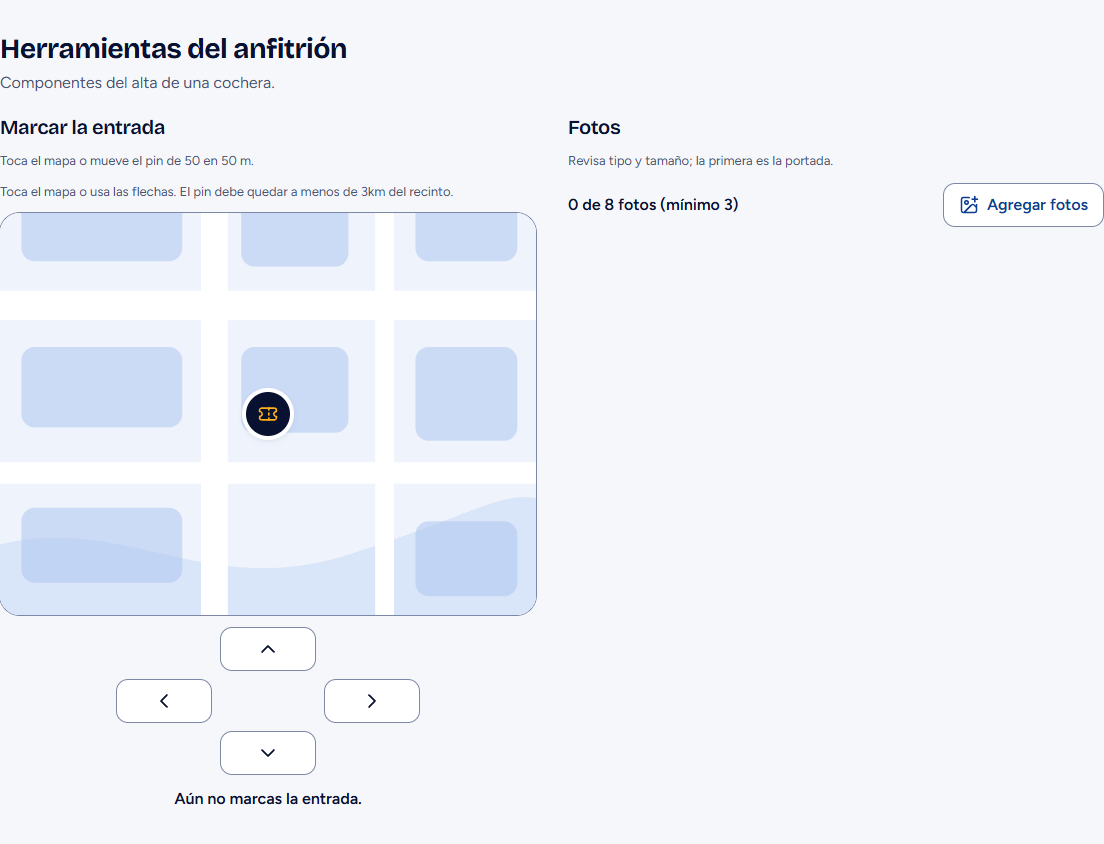 Herramientas del anfitrión
Componentes del alta de una cochera.
Marcar la entrada
Toca el mapa o mueve el pin de 50 en 50 m.
Toca el mapa o usa las flechas. El pin debe quedar a menos de 3km del recinto.
Aún no marcas la entrada.
Fotos
Revisa tipo y tamaño; la primera es la portada.
0 de 8 fotos (mínimo 3)
Agregar fotos